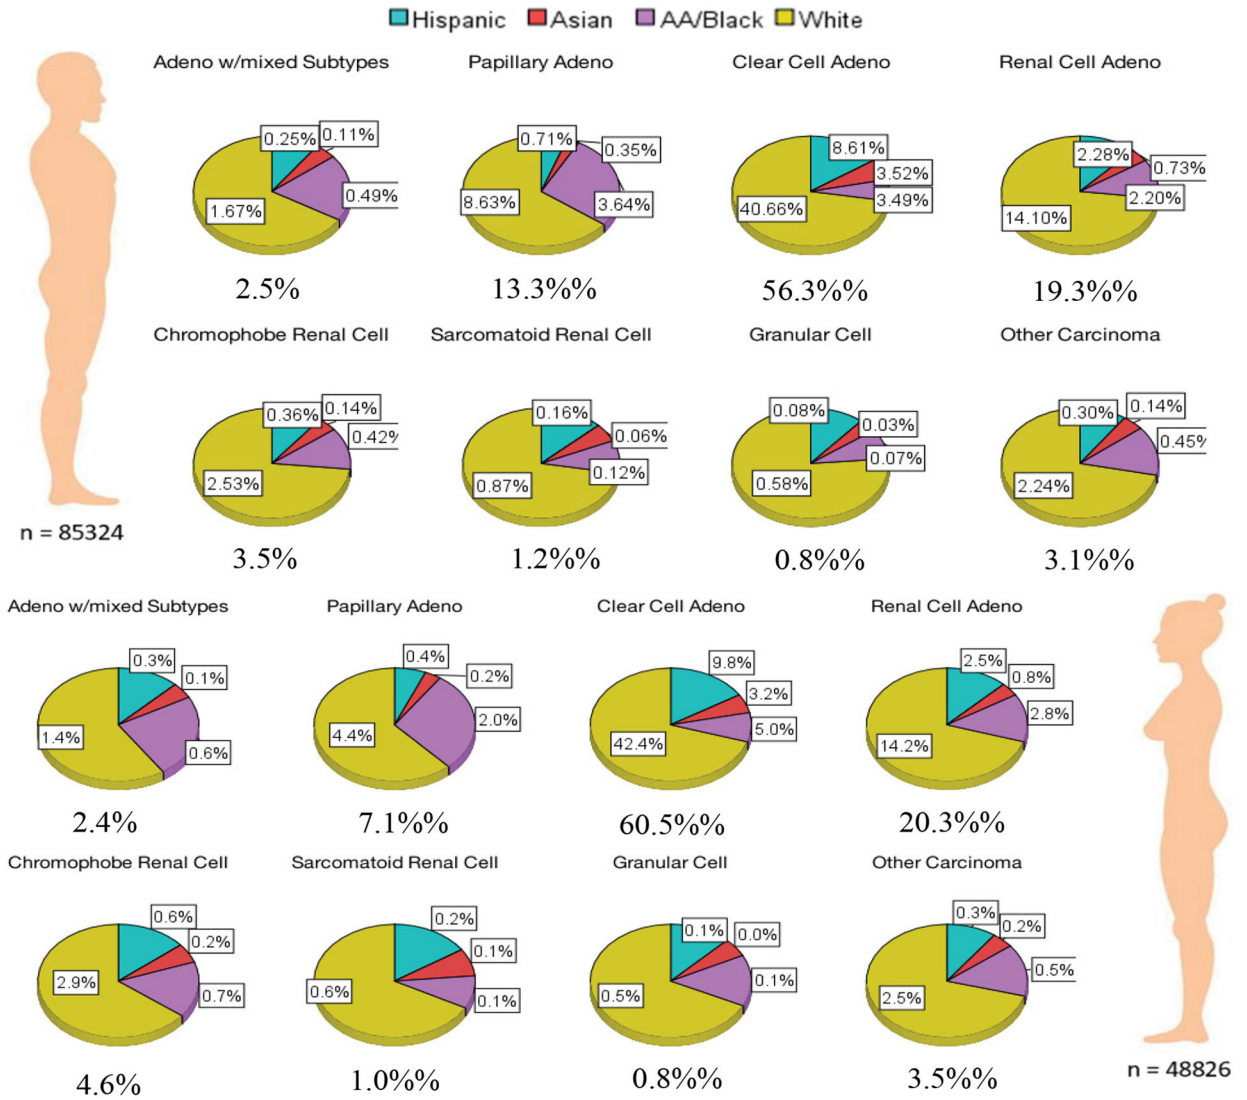 Hispanic Asian AA/Black White
Adeno w/mixed Subtypes Papillary Adeno Clear Cell Adeno Renal Cell Adeno
0.25% 0.11% 0.49% 1.67%
0.71% 0.35% 3.64% 8.63%
8.61% 3.52% 3.49% 40.66%
2.28% 0.73% 2.20% 14.10%
2.5% 13.3%% 56.3%% 19.3%%
Chromophobe Renal Cell Sarcomatoid Renal Cell Granular Cell Other Carcinoma
0.36% 0.14% 0.42% 2.53%
0.16% 0.06% 0.12% 0.87%
0.08% 0.03% 0.07% 0.58%
0.30% 0.14% 0.45% 2.24%
n = 85324
3.5% 1.2%% 0.8%% 3.1%%
Adeno w/mixed Subtypes Papillary Adeno Clear Cell Adeno Renal Cell Adeno
0.3% 0.1% 0.6% 1.4%
0.4% 0.2% 2.0% 4.4%
9.8% 3.2% 5.0% 42.4%
2.5% 0.8% 2.8% 14.2%
2.4% 7.1%% 60.5%% 20.3%%
Chromophobe Renal Cell Sarcomatoid Renal Cell Granular Cell Other Carcinoma
0.6% 0.2% 0.7% 2.9%
0.2% 0.1% 0.1% 0.6%
0.1% 0.0% 0.1% 0.5%
0.3% 0.2% 0.5% 2.5%
n = 48826
4.6% 1.0%% 0.8%% 3.5%%